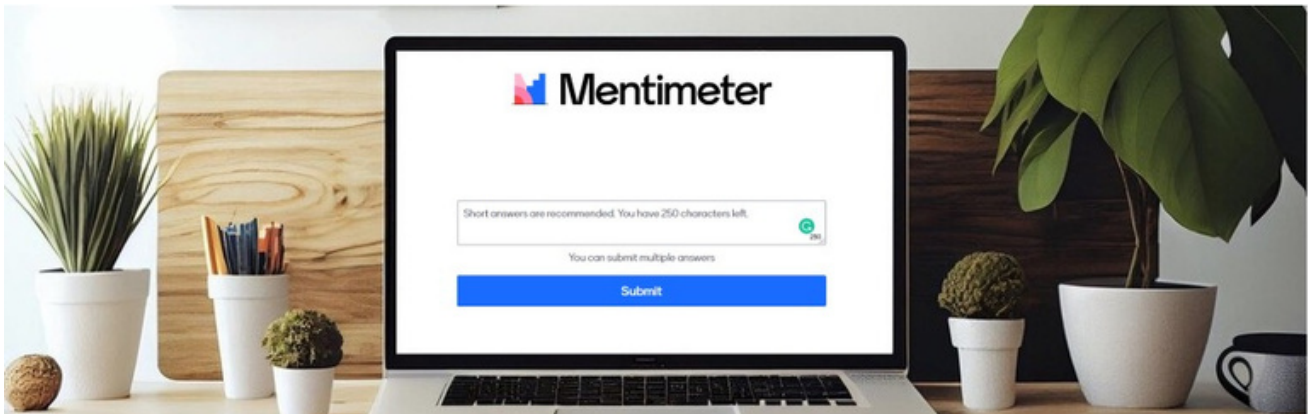 Mentimeter
Short answers are recommended. You have 250 characters left.
250
You can submit multiple answers
Submit